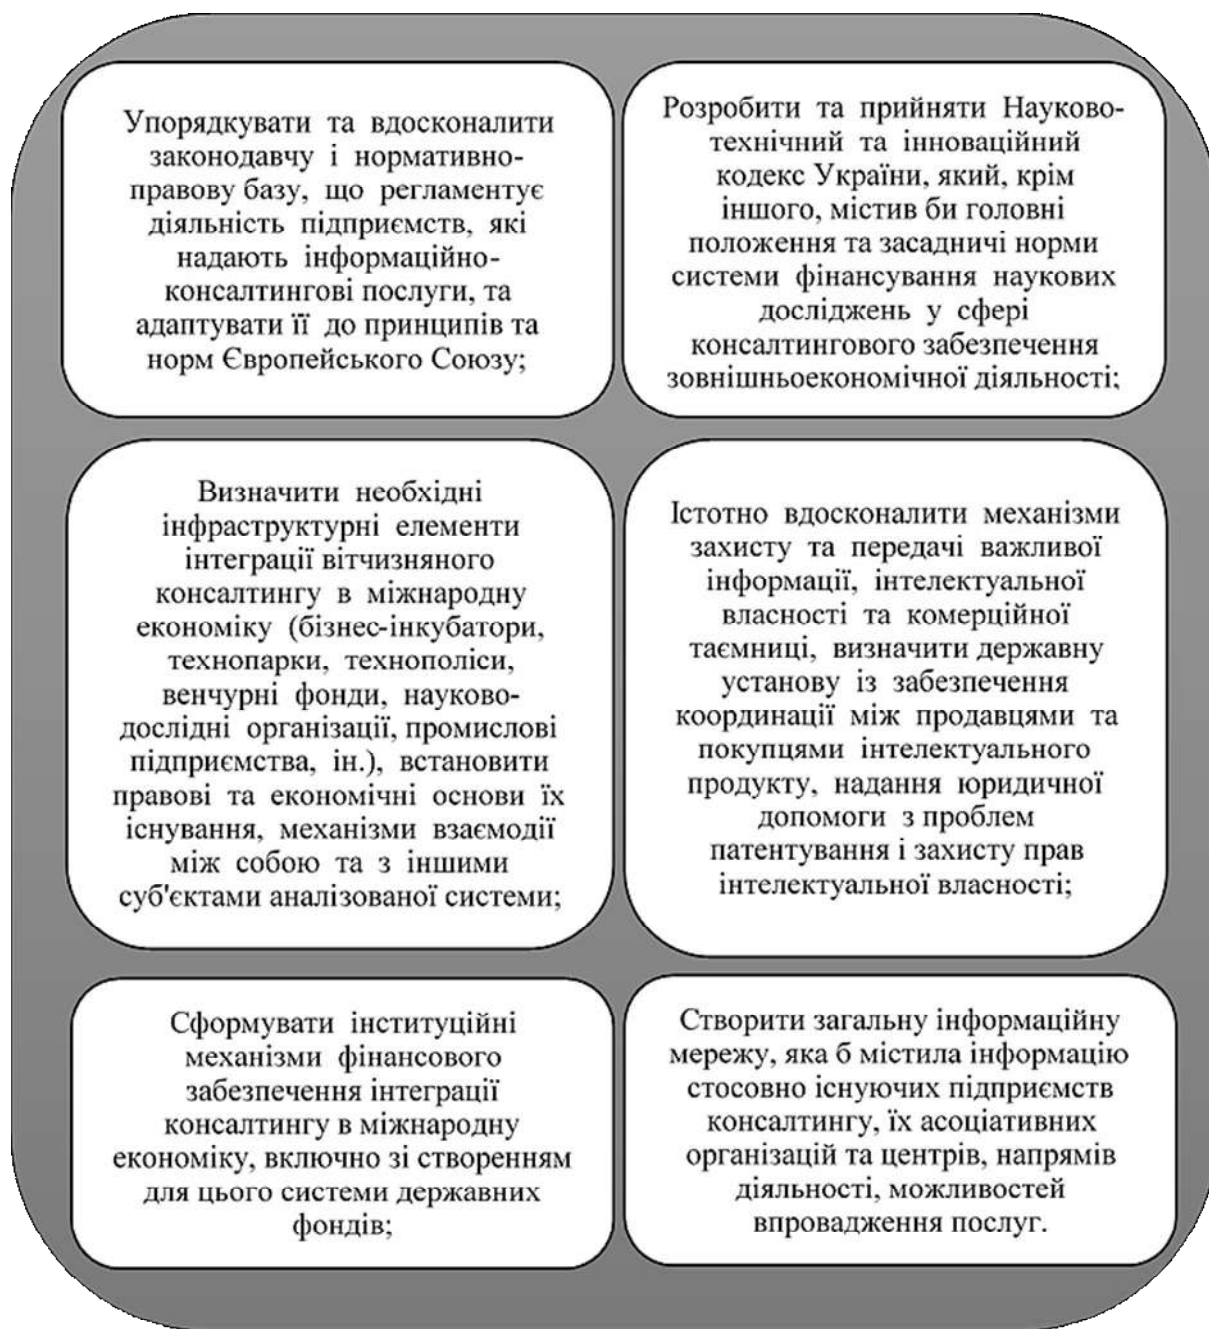 Упорядкувати та вдосконалити
законодавчу і нормативно-
правову базу, що регламентує
діяльність підприємств, які
надають інформаційно-
консалтингові послуги, та
адаптувати її до принципів та
норм Європейського Союзу;
Розробити та прийняти Науково-
технічний та інноваційний
кодекс України, який, крім
іншого, містив би головні
положення та засадничі норми
системи фінансування наукових
досліджень у сфері
консалтингового забезпечення
зовнішньоекономічної діяльності;
Визначити необхідні
інфраструктурні елементи
інтеграції вітчизняного
консалтингу в міжнародну
економіку (бізнес-інкубатори,
технопарки, технополіси,
венчурні фонди, науково-
дослідні організації, промислові
підприємства, ін.), встановити
правові та економічні основи їх
існування, механізми взаємодії
між собою та з іншими
суб'єктами аналізованої системи;
Істотно вдосконалити механізми
захисту та передачі важливої
інформації, інтелектуальної
власності та комерційної
таємниці, визначити державну
установу із забезпечення
координації між продавцями та
покупцями інтелектуального
продукту, надання юридичної
допомоги з проблем
патентування і захисту прав
інтелектуальної власності;
Сформувати інституційні
механізми фінансового
забезпечення інтеграції
консалтингу в міжнародну
економіку, включно зі створенням
для цього системи державних
фондів;
Створити загальну інформаційну
мережу, яка б містила інформацію
стосовно існуючих підприємств
консалтингу, їх асоціативних
організацій та центрів, напрямів
діяльності, можливостей
впровадження послуг.